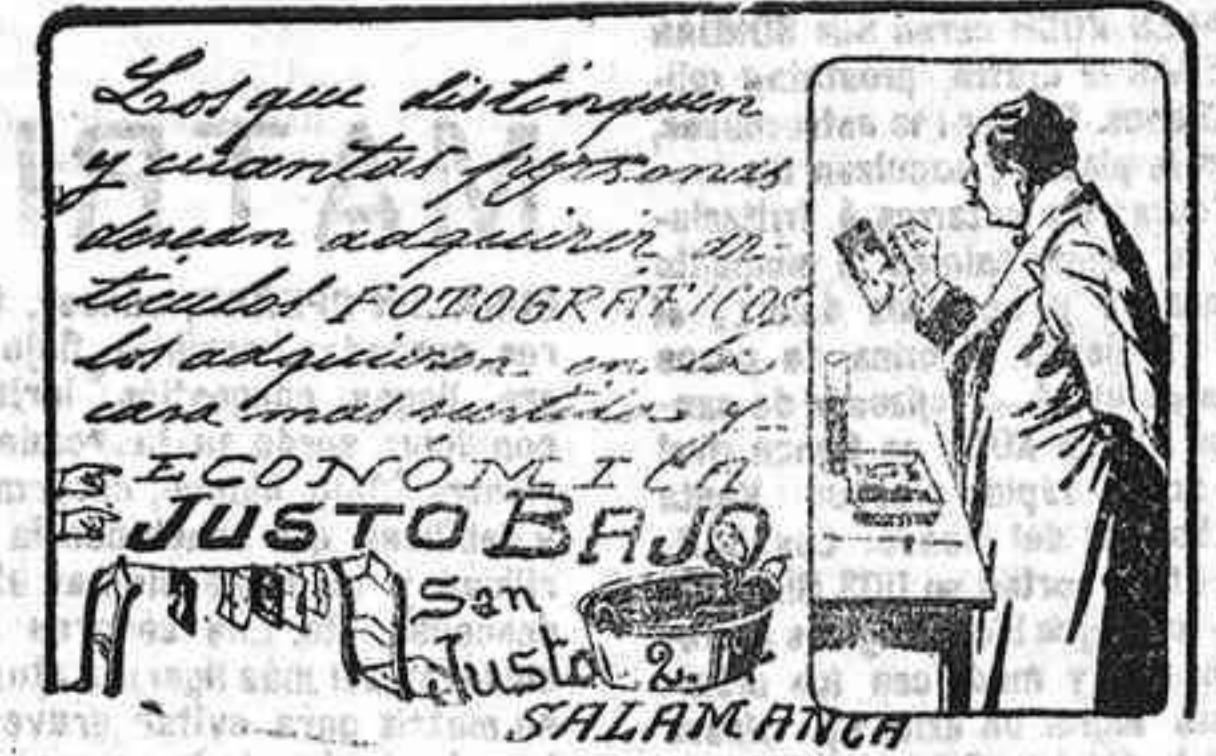 Los que distinguen
y cuantas personas
desean adquirir ar-
tículos FOTOGRÁFICOS
los adquieren en la
casa mas surtida y
ECONÓMICA
JUSTO BAJO
San
Justo 2.
SALAMANCA